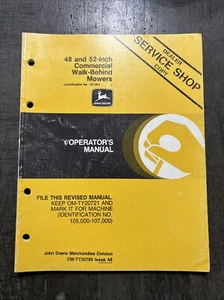 48 and 52-Inch
Commercial
Walk-Behind
Mowers
DEALER
SERVICE SHOP
COPY
JOHN DEERE
OPERATOR'S
MANUAL
FILE THIS REVISED MANUAL.
KEEP OM-TY20721 AND
MARK IT FOR MACHINE
(IDENTIFICATION NO.
105,000-107,000)
John Deere Merchandise Division
OM-TY20780 Issue A8